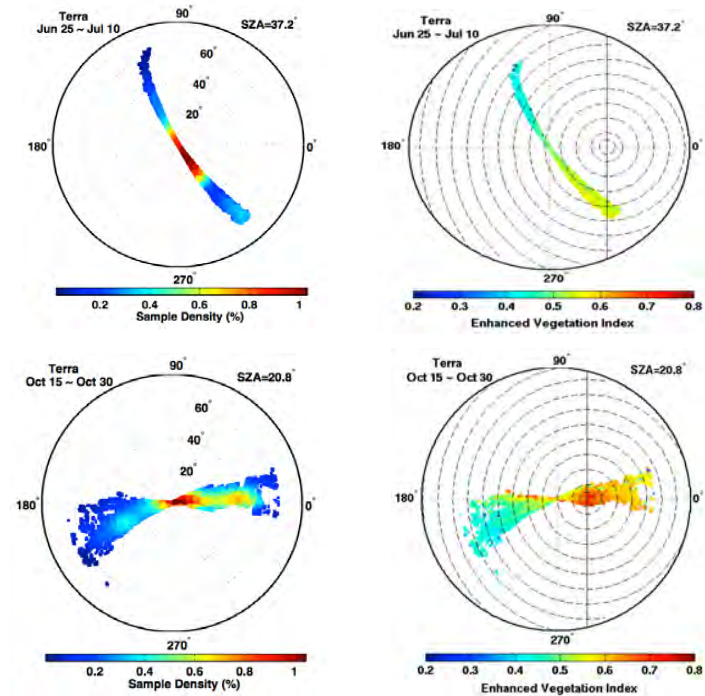 90°
Terra
Jun 25 ~ Jul 10
SZA=37.2°
60°
40°
20°
180°
0°
270°
0.2 0.4 0.6 0.8 1
Sample Density (%)
90°
Terra
Jun 25 ~ Jul 10
SZA=37.2°
180°
0°
270°
0.2 0.3 0.4 0.5 0.6 0.7 0.8
Enhanced Vegetation Index
90°
Terra
Oct 15 ~ Oct 30
SZA=20.8°
60°
40°
20°
180°
0°
270°
0.2 0.4 0.6 0.8 1
Sample Density (%)
90°
Terra
Oct 15 ~ Oct 30
SZA=20.8°
180°
0°
270°
0.2 0.3 0.4 0.5 0.6 0.7 0.8
Enhanced Vegetation Index